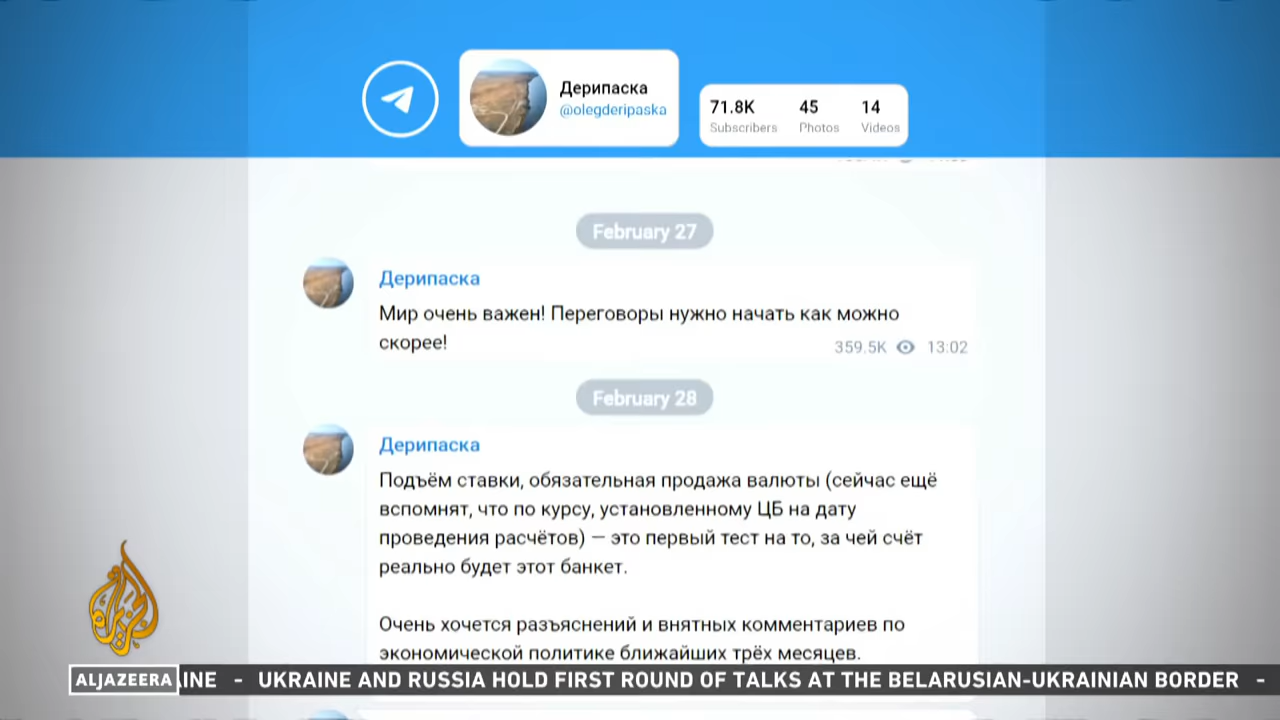 Дерипаска
@olegderipaska
71.8K 45 14
Subscribers Photos Videos
February 27
Дерипаска
Мир очень важен! Переговоры нужно начать как можно
скорее!
359.5K 13:02
February 28
Дерипаска
Подъём ставки, обязательная продажа валюты (сейчас ещё
вспомнят, что по курсу, установленному ЦБ на дату
проведения расчётов) — это первый тест на то, за чей счёт
реально будет этот банкет.
Очень хочется разъяснений и внятных комментариев по
экономической политике ближайших трёх месяцев.
الجزيرة
ALJAZEERA INE - UKRAINE AND RUSSIA HOLD FIRST ROUND OF TALKS AT THE BELARUSIAN-UKRAINIAN BORDER -